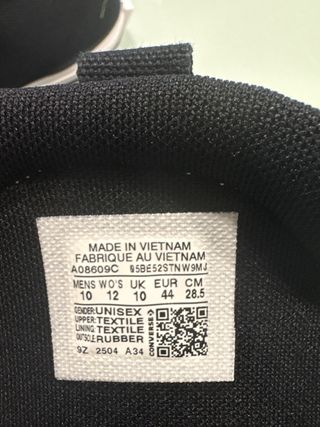 MADE IN VIETNAM
FABRIQUE AU VIETNAM
A08609C 05BE52STNW9MJ
MENS WO'S UK EUR CM
10 12 10 44 28.5
GENDER: UNISEX
UPPER: TEXTILE
LINING: TEXTILE
OUTSOLE: RUBBER
CONVERSE
9Z 2504 A34